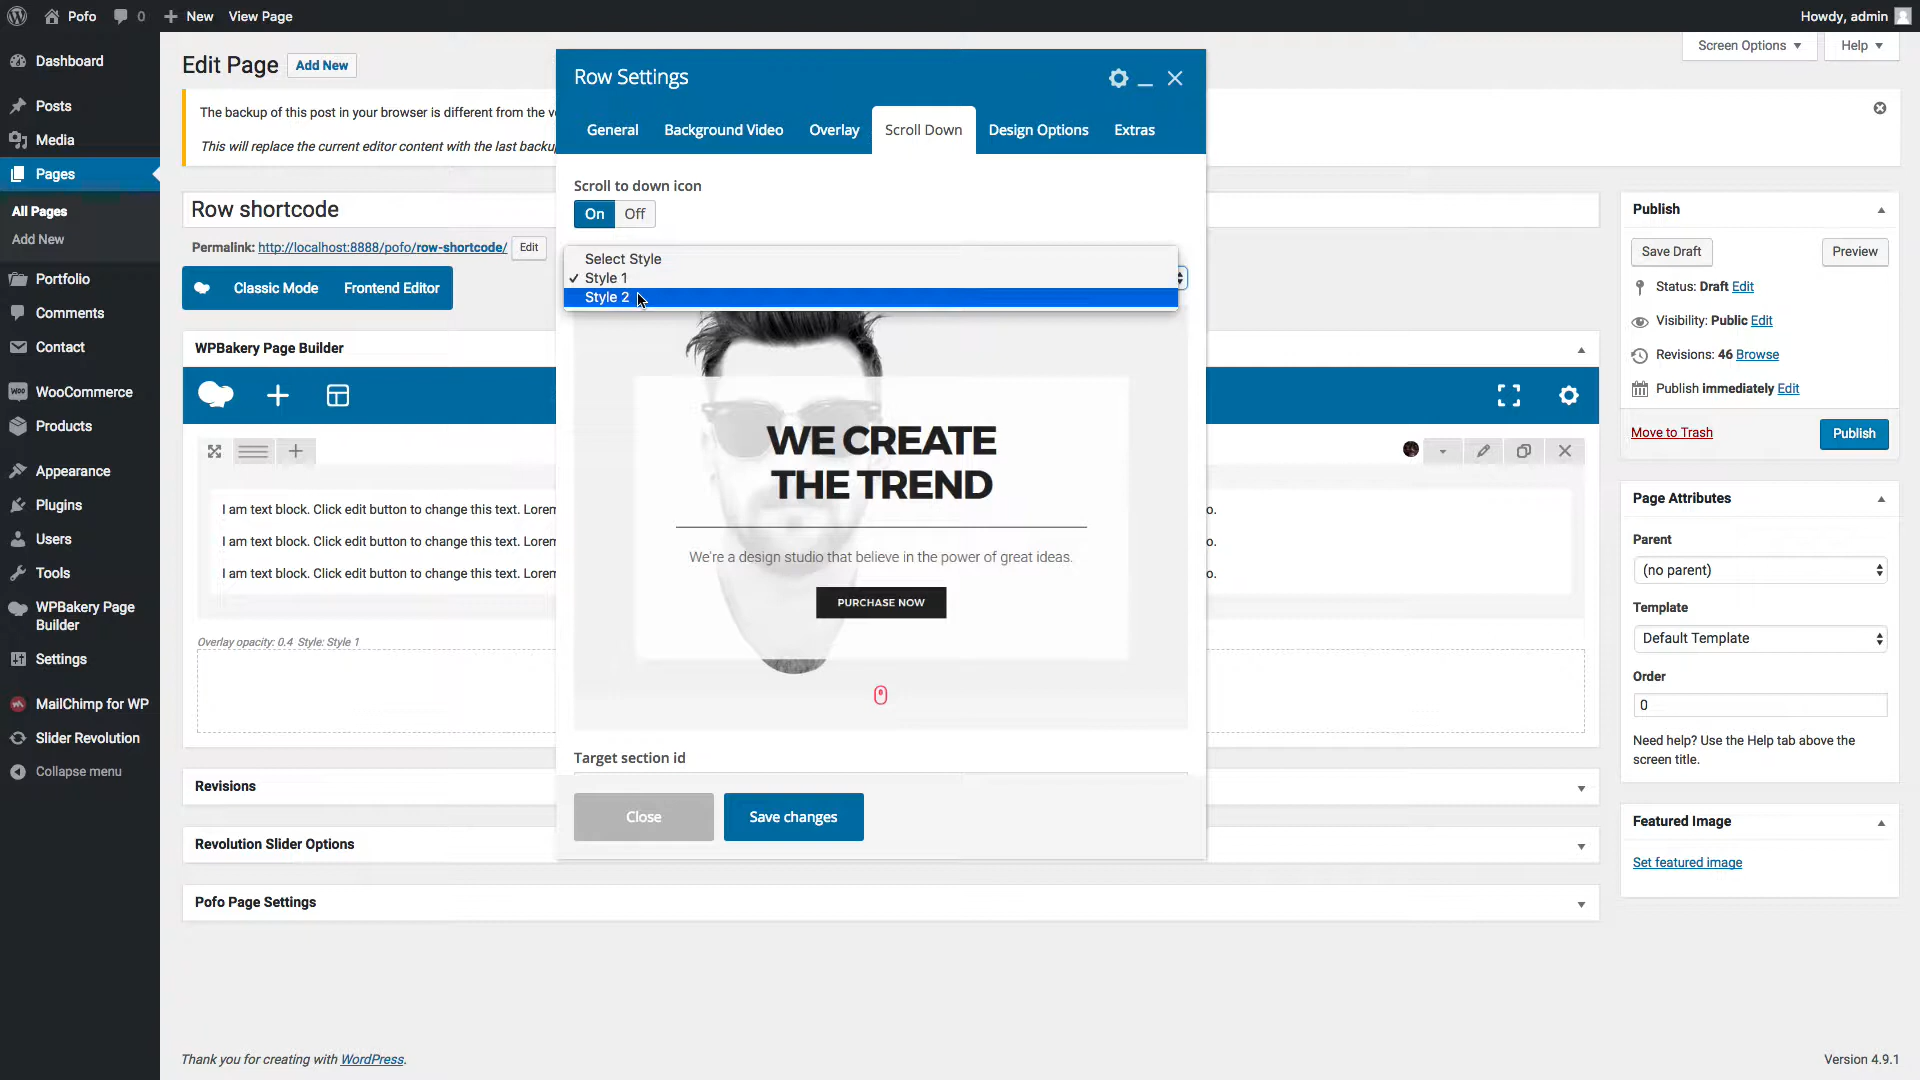 Pofo
0
New
View Page
Howdy, admin
Screen Options
Help
Dashboard
Posts
Media
Pages
All Pages
Add New
Portfolio
Comments
Contact
WooCommerce
Products
Appearance
Plugins
Users
Tools
WPBakery Page
Builder
Settings
MailChimp for WP
Slider Revolution
Collapse menu
Edit Page
Add New
The backup of this post in your browser is different from the
This will replace the current editor content with the last
Row shortcode
Permalink: http://localhost:8888/pofo/row-shortcode/ Edit
Classic Mode
Frontend Editor
WPBakery Page Builder
I am text block. Click edit button to change this text. Lorem
o.
I am text block. Click edit button to change this text. Lorem
o.
I am text block. Click edit button to change this text. Lorem
o.
Overlay opacity: 0.4 Style: Style 1
Revisions
Revolution Slider Options
Pofo Page Settings
Thank you for creating with WordPress.
Version 4.9.1
Row Settings
General
Background Video
Overlay
Scroll Down
Design Options
Extras
Scroll to down icon
On
Off
Select Style
✓ Style 1
Style 2
WE CREATE
THE TREND
We're a design studio that believe in the power of great ideas.
PURCHASE NOW
Target section id
Close
Save changes
Publish
Save Draft
Preview
Status: Draft Edit
Visibility: Public Edit
Revisions: 46 Browse
Publish immediately Edit
Move to Trash
Publish
Page Attributes
Parent
(no parent)
Template
Default Template
Order
0
Need help? Use the Help tab above the
screen title.
Featured Image
Set featured image